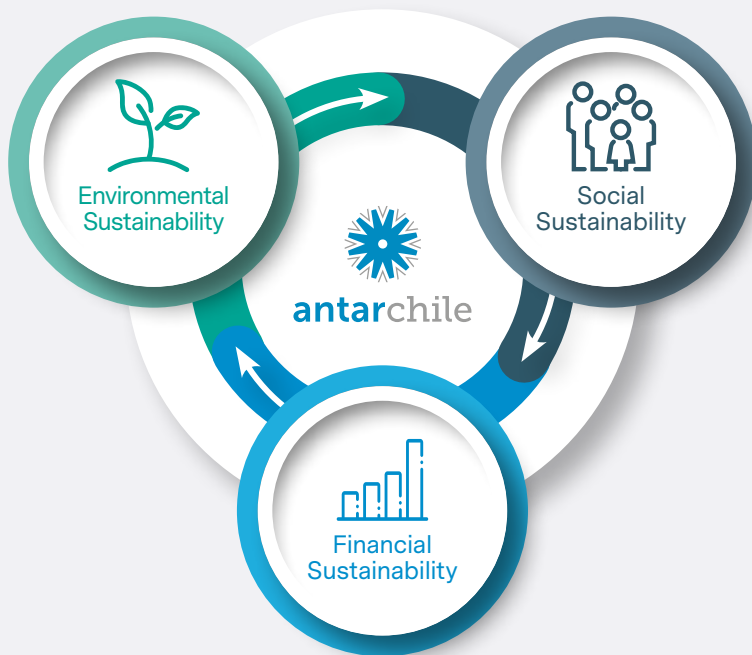 Environmental
Sustainability
Social
Sustainability
antarchile
Financial
Sustainability